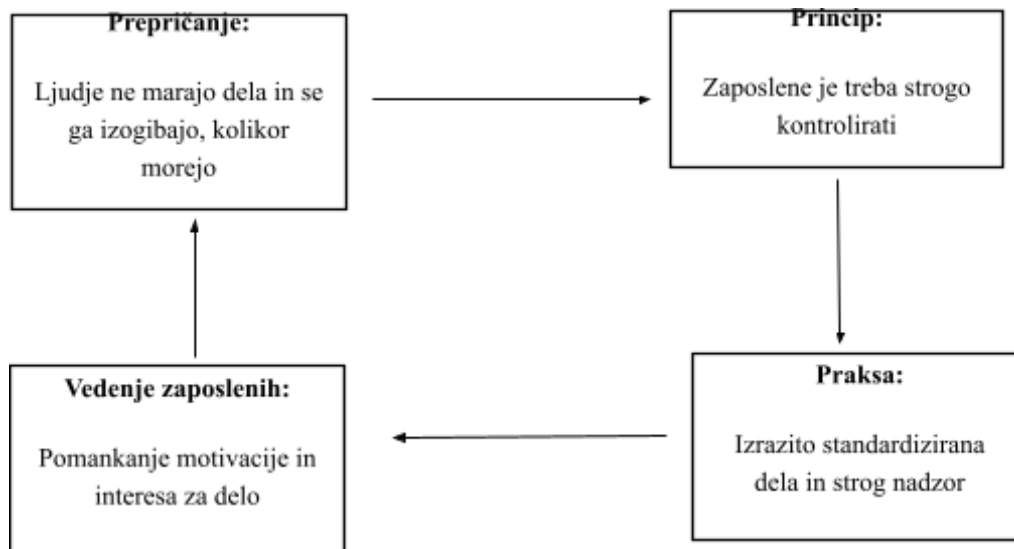 Prepričanje:
Ljudje ne marajo dela in se
ga izogibajo, kolikor
morejo
Princip:
Zaposlene je treba strogo
kontrolirati
Vedenje zaposlenih:
Pomankanje motivacije in
interesa za delo
Praksa:
Izrazito standardizirana
dela in strog nadzor